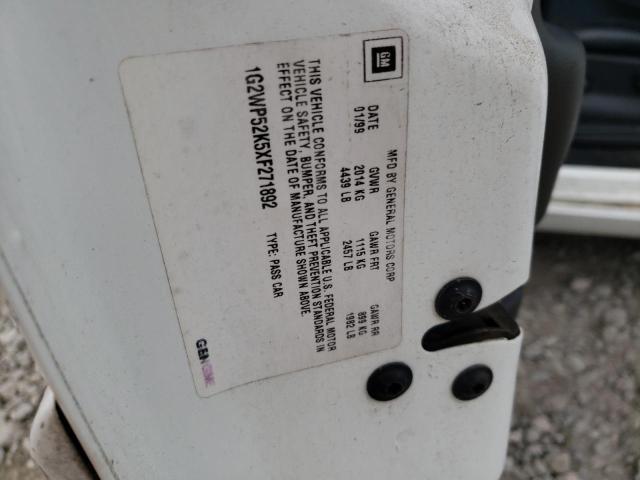 GM
MFD BY GENERAL MOTORS CORP
DATE GVWR GAWR FRT GAWR RR
01/99 2014 KG 1115 KG 899 KG
4439 LB 2457 LB 1982 LB
THIS VEHICLE CONFORMS TO ALL APPLICABLE U.S. FEDERAL MOTOR
VEHICLE SAFETY, BUMPER, AND THEFT PREVENTION STANDARDS IN
EFFECT ON THE DATE OF MANUFACTURE SHOWN ABOVE.
1G2WP52K5XF271892 TYPE: PASS CAR